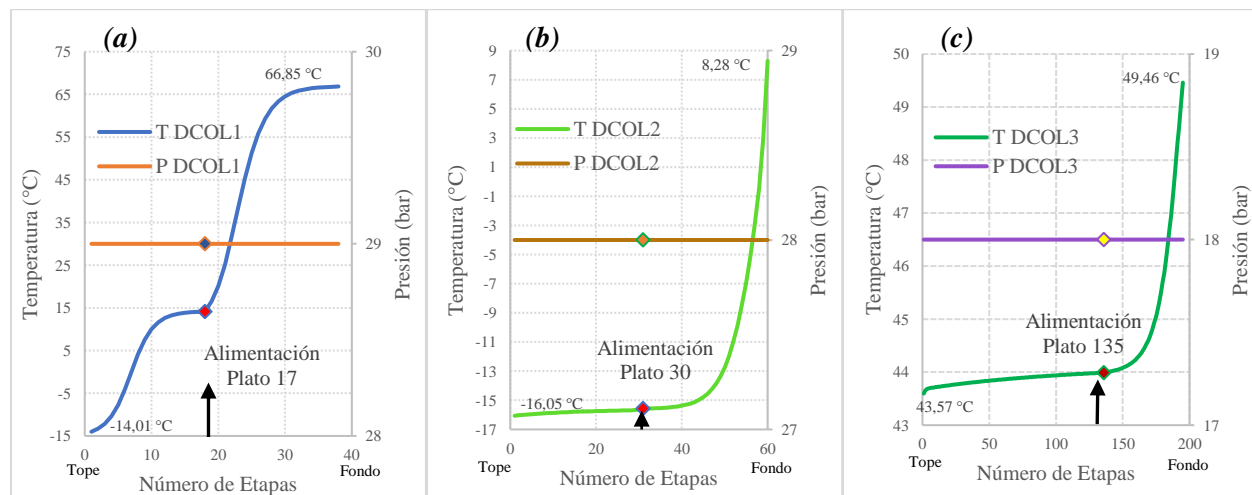 (a)
75
65
55
45
35
25
15
5
-5
-15
Temperatura (°C)
30
29
28
Presión (bar)
66,85 °C
T DCOL1
P DCOL1
Alimentación
Plato 17
-14,01 °C
0
10
20
30
40
Tope
Fondo
Número de Etapas
(b)
9
7
5
3
1
-1
-3
-5
-7
-9
-11
-13
-15
-17
Temperatura (°C)
29
28
27
Presión (bar)
8,28 °C
T DCOL2
P DCOL2
Alimentación
Plato 30
-16,05 °C
0
20
40
60
Tope
Fondo
Número de Etapas
(c)
50
49
48
47
46
45
44
43
Temperatura (°C)
19
18
17
Presión (bar)
49,46 °C
T DCOL3
P DCOL3
Alimentación
Plato 135
43,57 °C
0
50
100
150
200
Tope
Fondo
Número de Etapas